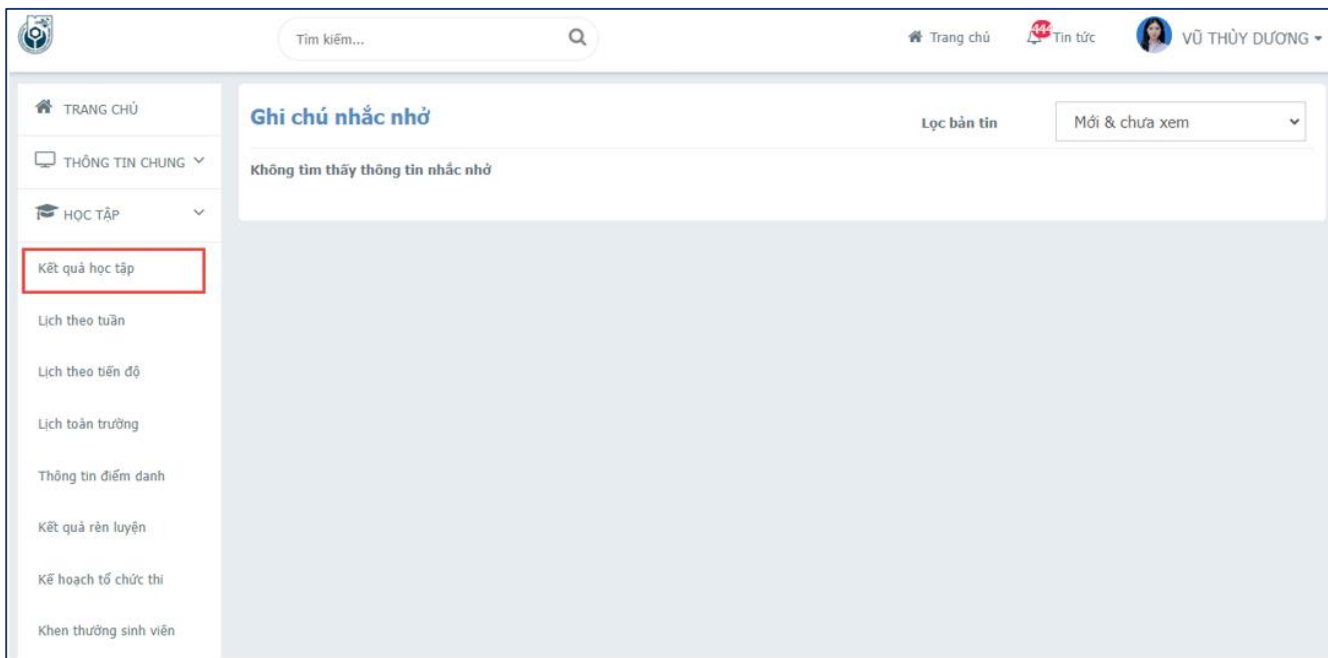 Tìm kiếm...
Trang chủ
444
Tin tức
VŨ THỦY DƯƠNG
TRANG CHỦ
THÔNG TIN CHUNG
HỌC TẬP
Kết quả học tập
Lịch theo tuần
Lịch theo tiến độ
Lịch toàn trường
Thông tin điểm danh
Kết quả rèn luyện
Kế hoạch tổ chức thi
Khen thưởng sinh viên
Ghi chú nhắc nhở
Lọc bản tin
Mới & chưa xem
Không tìm thấy thông tin nhắc nhở